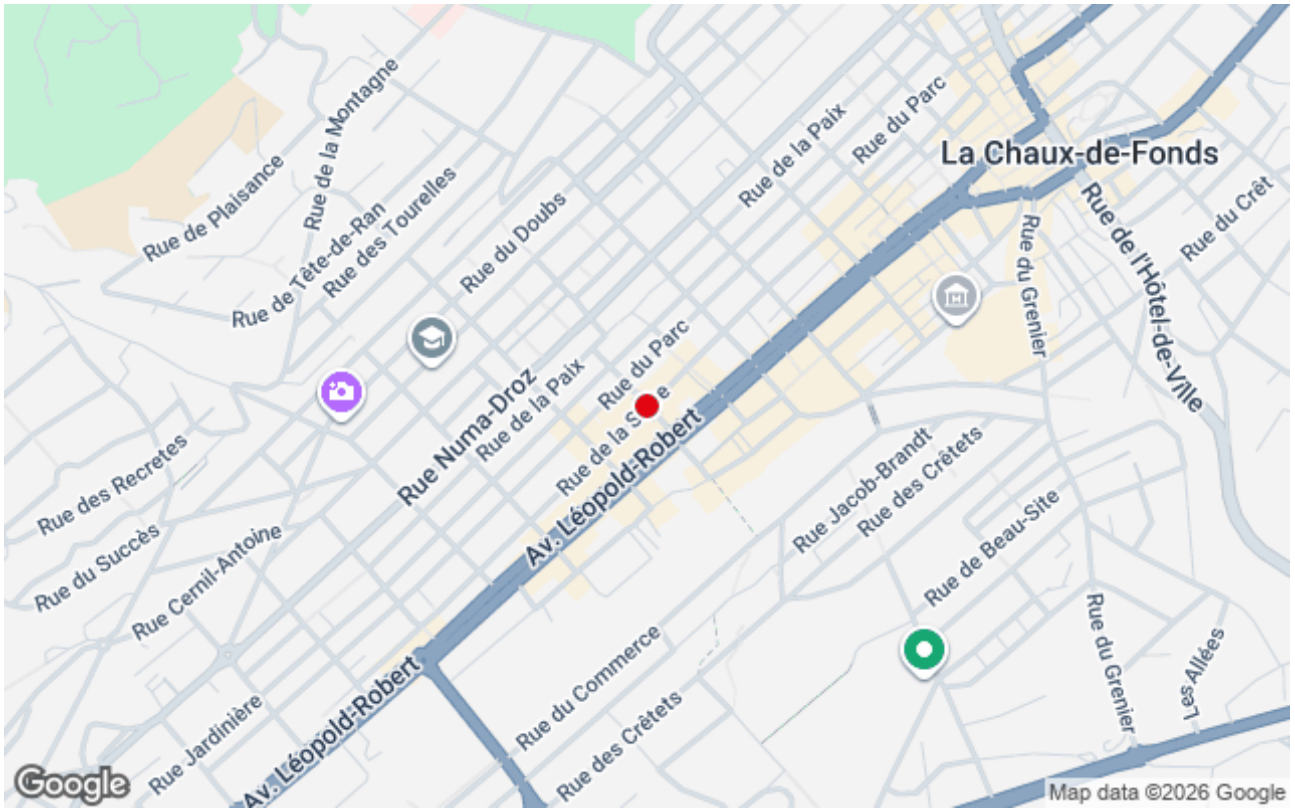 Rue de la Montagne
Rue de Plaisance
Rue de la Paix
Rue du Parc
La Chaux-de-Fonds
Rue de Tête-de-Ran
Rue des Tourelles
Rue du Doubs
Rue du Grenier
Rue de l'Hôtel-de-Ville
Rue du Crêt
Rue du Parc
Rue Numa-Droz
Rue de la Paix
Rue de la
Av. Léopold-Robert
Rue des Recretes
Rue du Succès
Rue Cernil-Antoine
Rue Jacob-Brandt
Rue des Crêtets
Rue de Beau-Site
Rue du Commerce
Rue des Crêtets
Rue du Grenier
Les Allées
Rue Jardinière
Av. Léopold-Robert
Google
Map data ©2026 Google